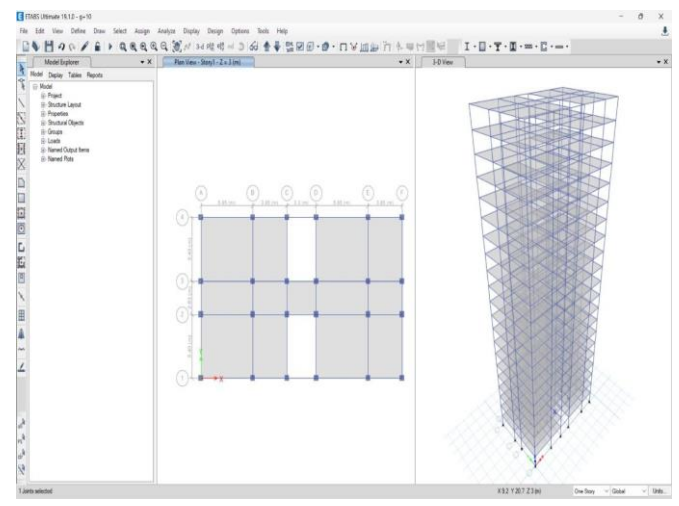 ETABS Ultimate 19.1.0 - g+10
File Edit View Define Draw Select Assign Analyze Display Design Options Tools Help
Model Explorer
Plan View - Story1 - Z = 3 (m)
3-D View
Model Display Tables Reports
Model
Project
Structure Layout
Properties
Structural Objects
Groups
Loads
Named Output Items
Named Plots
A B C D E F
4
3
2
1
Y
X
1 Joints selected
One Story Global Units...